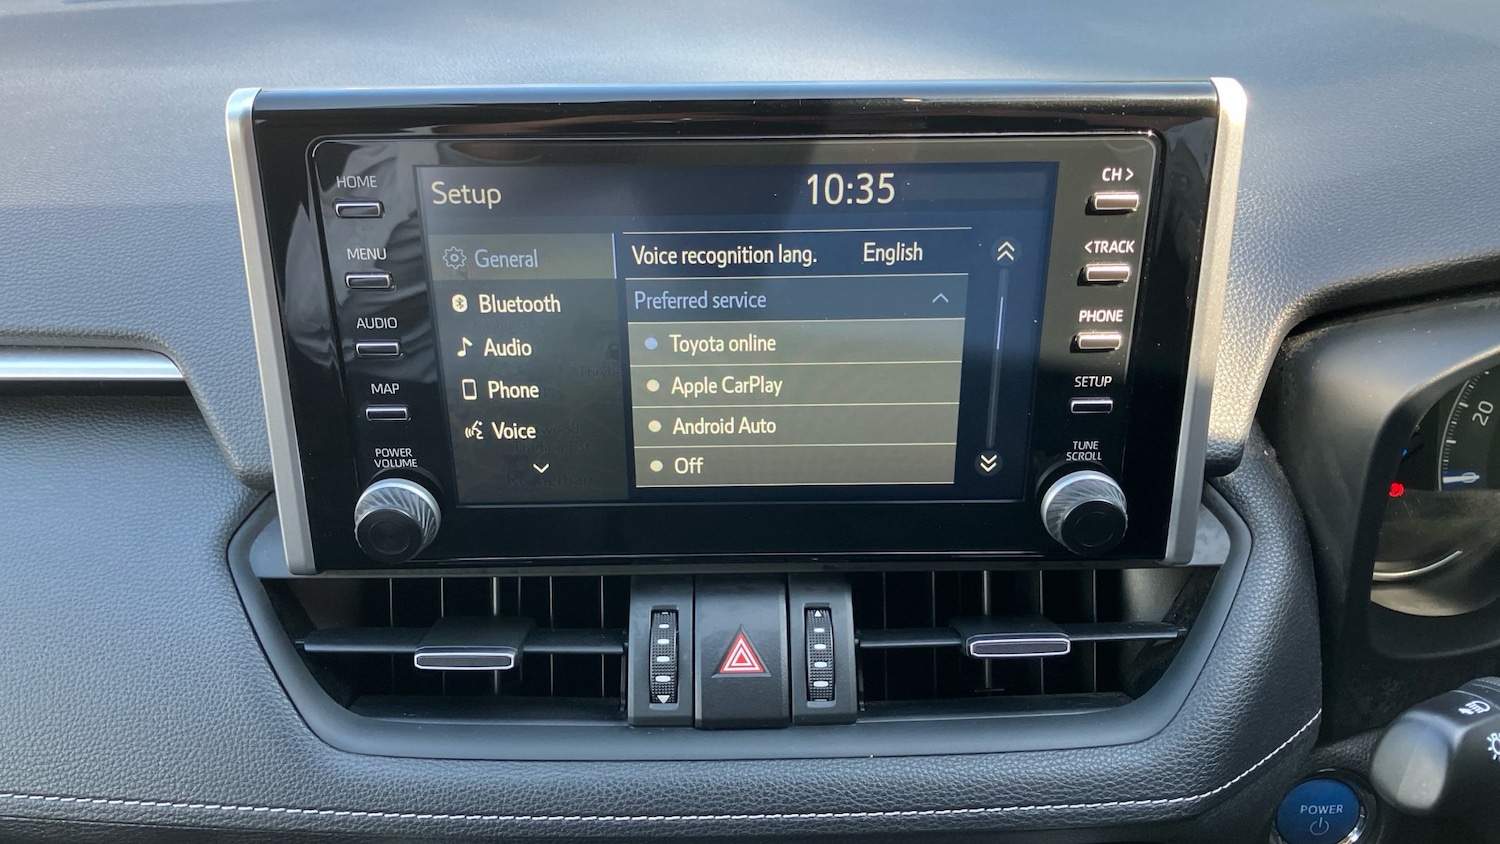 HOME
MENU
AUDIO
MAP
POWER
VOLUME
Setup
10:35
General
Bluetooth
Audio
Phone
Voice
Voice recognition lang. English
Preferred service
Toyota online
Apple CarPlay
Android Auto
Off
CH >
< TRACK
PHONE
SETUP
TUNE
SCROLL
20
POWER